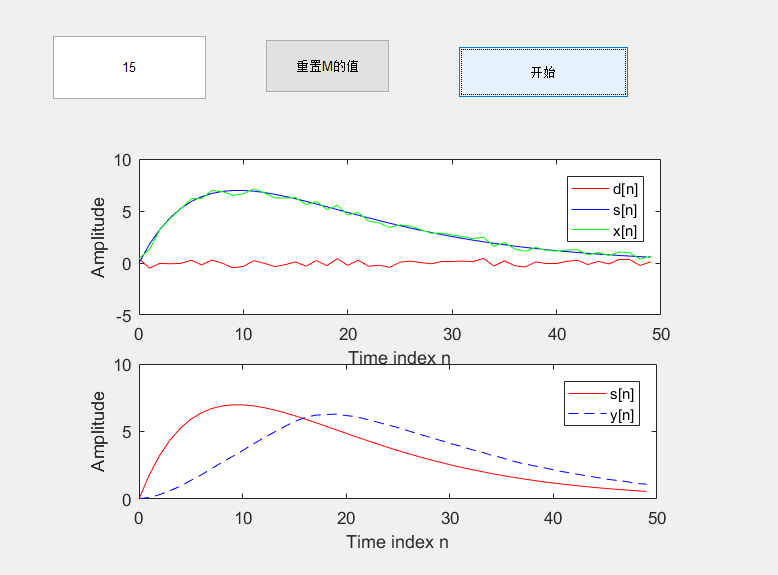 15
重置M的值
开始
10
5
0
-5
Amplitude
d[n]
s[n]
x[n]
0
10
20
30
40
50
Time index n
10
5
0
Amplitude
s[n]
y[n]
0
10
20
30
40
50
Time index n